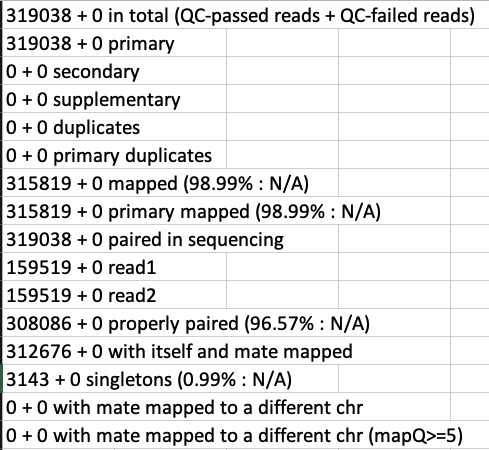 319038 + 0 in total (QC-passed reads + QC-failed reads)
319038 + 0 primary
0 + 0 secondary
0 + 0 supplementary
0 + 0 duplicates
0 + 0 primary duplicates
315819 + 0 mapped (98.99% : N/A)
315819 + 0 primary mapped (98.99% : N/A)
319038 + 0 paired in sequencing
159519 + 0 read1
159519 + 0 read2
308086 + 0 properly paired (96.57% : N/A)
312676 + 0 with itself and mate mapped
3143 + 0 singletons (0.99% : N/A)
0 + 0 with mate mapped to a different chr
0 + 0 with mate mapped to a different chr (mapQ>=5)